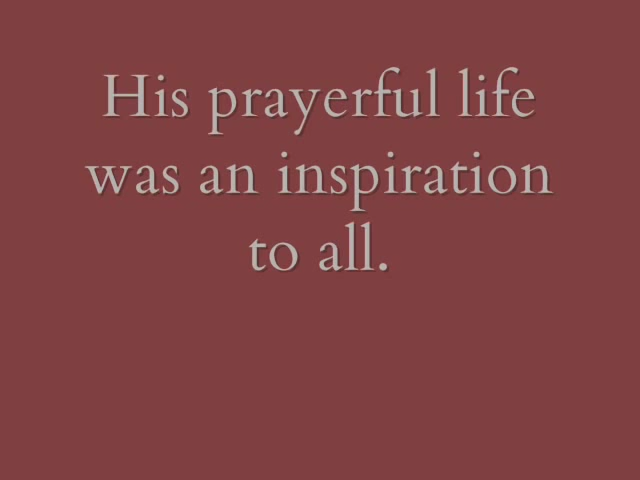 His prayerful life
was an inspiration
to all.